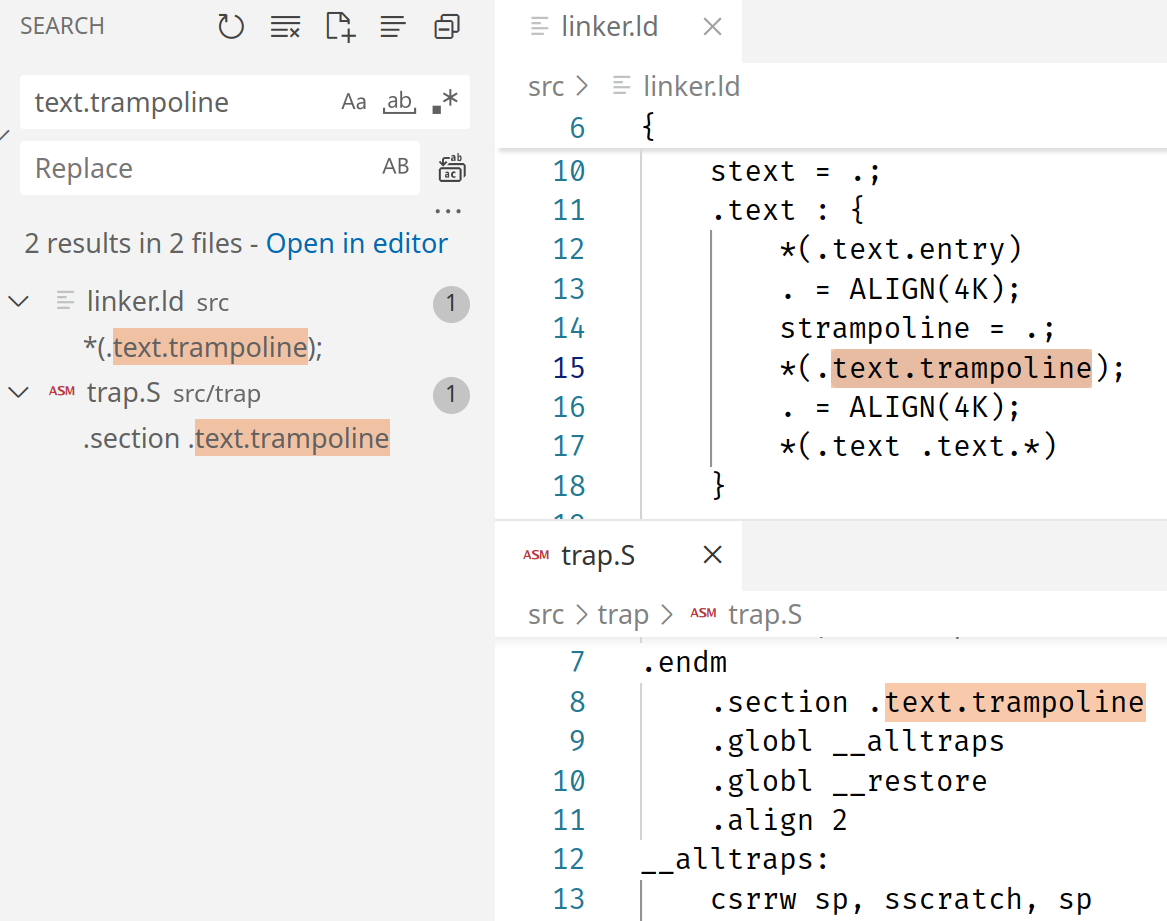 SEARCH
text.trampoline
Aa
ab
.*
Replace
AB
ab
ac
...
2 results in 2 files - Open in editor
linker.ld src
1
*(.text.trampoline);
ASM trap.S src/trap
1
.section .text.trampoline
linker.ld
src > linker.ld
6 {
10 stext = .;
11 .text : {
12 *(.text.entry)
13 . = ALIGN(4K);
14 strampoline = .;
15 *(.text.trampoline);
16 . = ALIGN(4K);
17 *(.text .text.*)
18 }
ASM trap.S
src > trap > ASM trap.S
7 .endm
8 .section .text.trampoline
9 .globl __alltraps
10 .globl __restore
11 .align 2
12 __alltraps:
13 csrrw sp, sscratch, sp